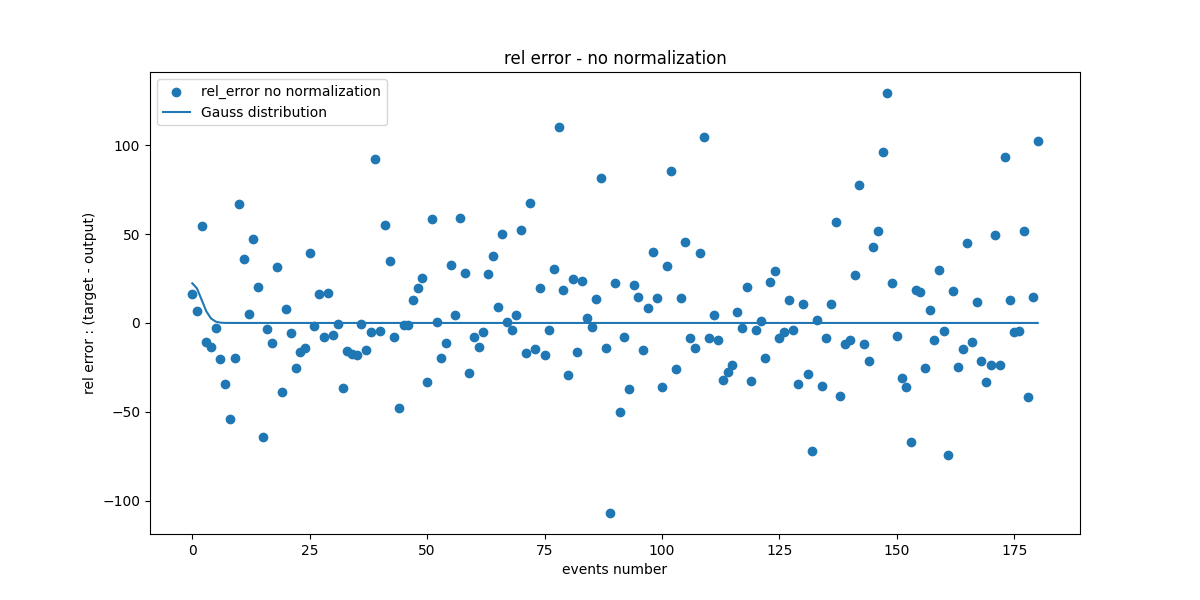 rel error - no normalization
rel_error no normalization
Gauss distribution
rel error : (target - output)
100
50
0
−50
−100
0
25
50
75
100
125
150
175
events number